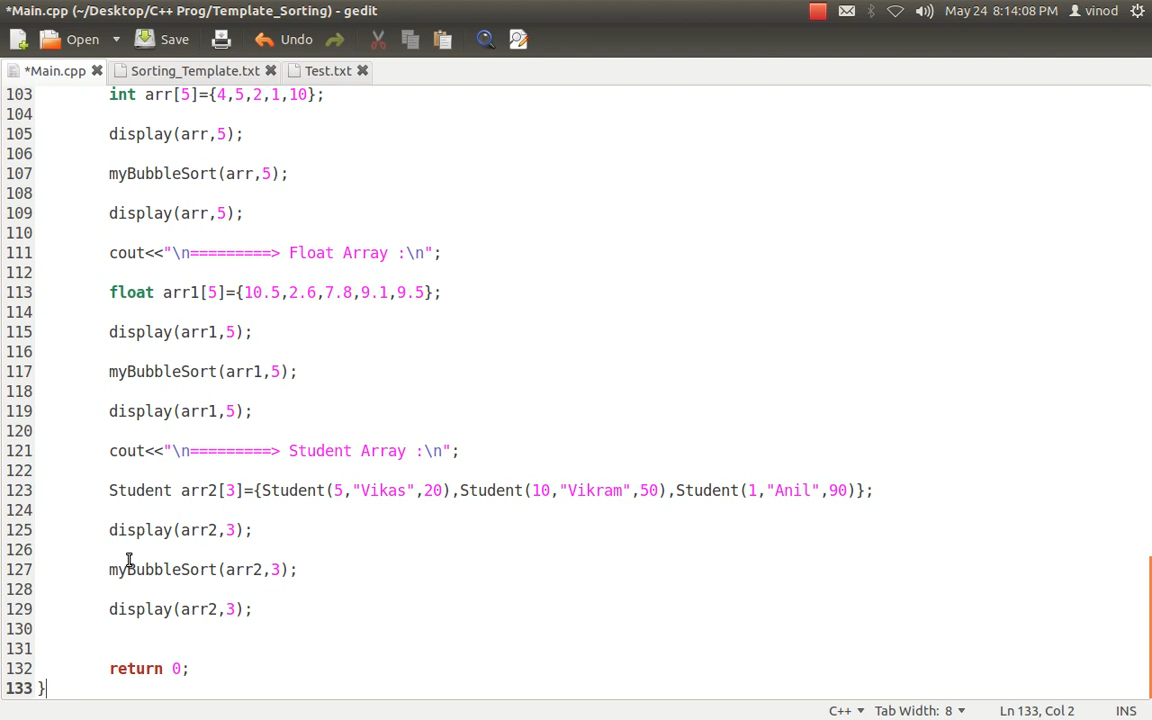 *Main.cpp (~/Desktop/C++ Prog/Template_Sorting) - gedit May 24 8:14:08 PM vinod
Open Save Undo
*Main.cpp Sorting_Template.txt Test.txt
103 int arr[5]={4,5,2,1,10};
104
105 display(arr,5);
106
107 myBubbleSort(arr,5);
108
109 display(arr,5);
110
111 cout<<"\n=========> Float Array :\n";
112
113 float arr1[5]={10.5,2.6,7.8,9.1,9.5};
114
115 display(arr1,5);
116
117 myBubbleSort(arr1,5);
118
119 display(arr1,5);
120
121 cout<<"\n=========> Student Array :\n";
122
123 Student arr2[3]={Student(5,"Vikas",20),Student(10,"Vikram",50),Student(1,"Anil",90)};
124
125 display(arr2,3);
126
127 myBubbleSort(arr2,3);
128
129 display(arr2,3);
130
131
132 return 0;
133 }
C++ Tab Width: 8 Ln 133, Col 2 INS